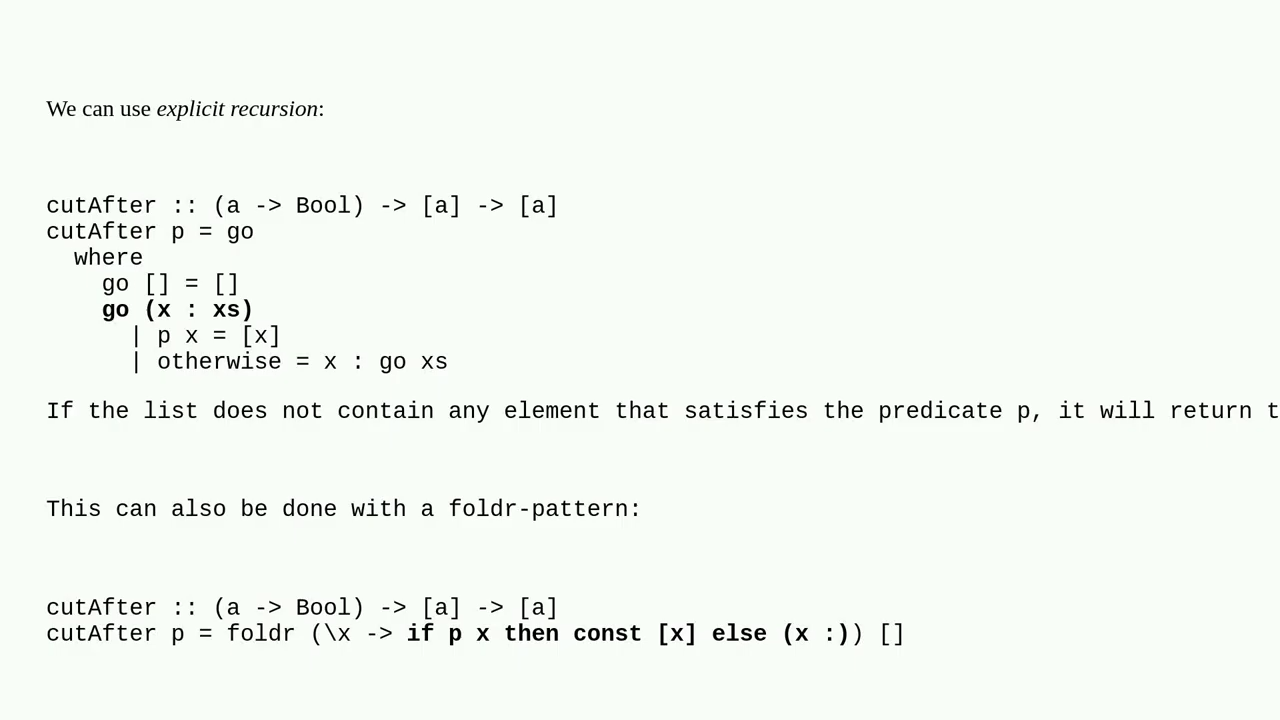 We can use explicit recursion:
cutAfter :: (a -> Bool) -> [a] -> [a]
cutAfter p = go
  where
    go [] = []
    go (x : xs)
      | p x = [x]
      | otherwise = x : go xs
If the list does not contain any element that satisfies the predicate p, it will return t
This can also be done with a foldr-pattern:
cutAfter :: (a -> Bool) -> [a] -> [a]
cutAfter p = foldr (\x -> if p x then const [x] else (x :)) []